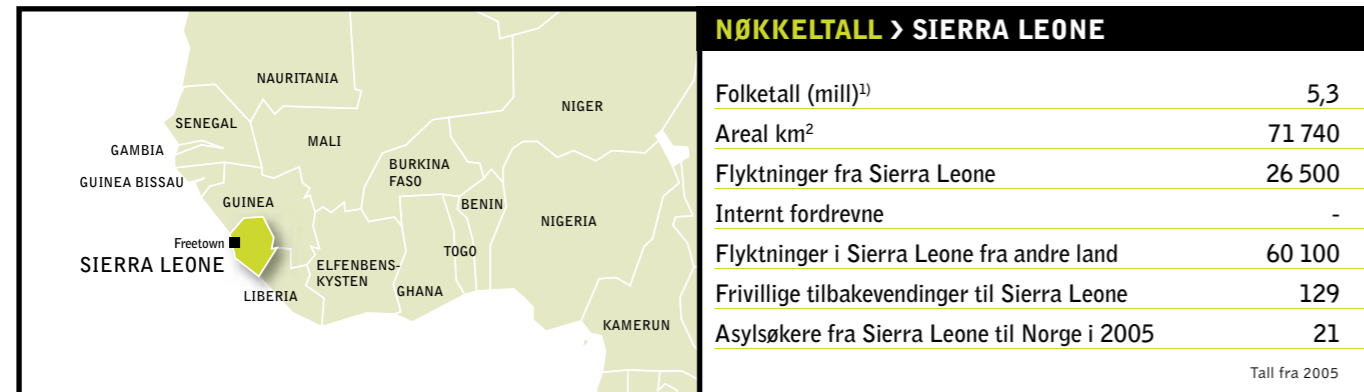 NAURITANIA
NIGER
SENEGAL
MALI
GAMBIA
BURKINA
FASO
GUINEA BISSAU
GUINEA
BENIN
NIGERIA
Freetown
TOGO
SIERRA LEONE
ELFENBENS-
KYSTEN
GHANA
LIBERIA
KAMERUN
NØKKELTALL > SIERRA LEONE
Folketall (mill)¹⁾ 5,3
Areal km² 71 740
Flyktninger fra Sierra Leone 26 500
Internt fordrevne -
Flyktninger i Sierra Leone fra andre land 60 100
Frivillige tilbakevendinger til Sierra Leone 129
Asylsøkere fra Sierra Leone til Norge i 2005 21
Tall fra 2005